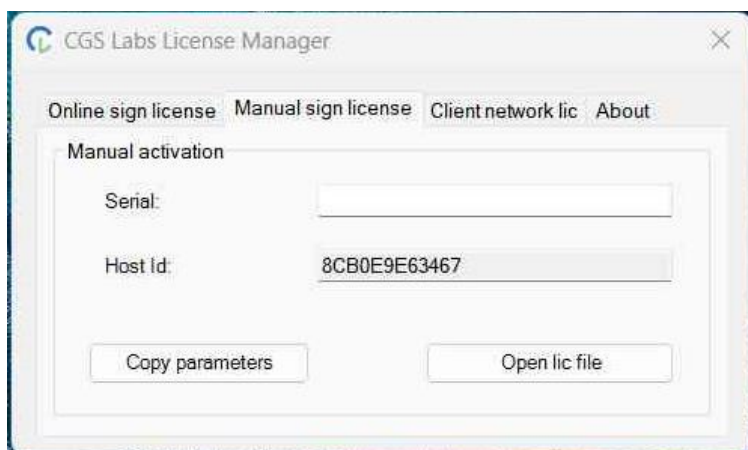 CGS Labs License Manager
Online sign license Manual sign license Client network lic About
Manual activation
Serial:
Host Id: 8CB0E9E63467
Copy parameters Open lic file